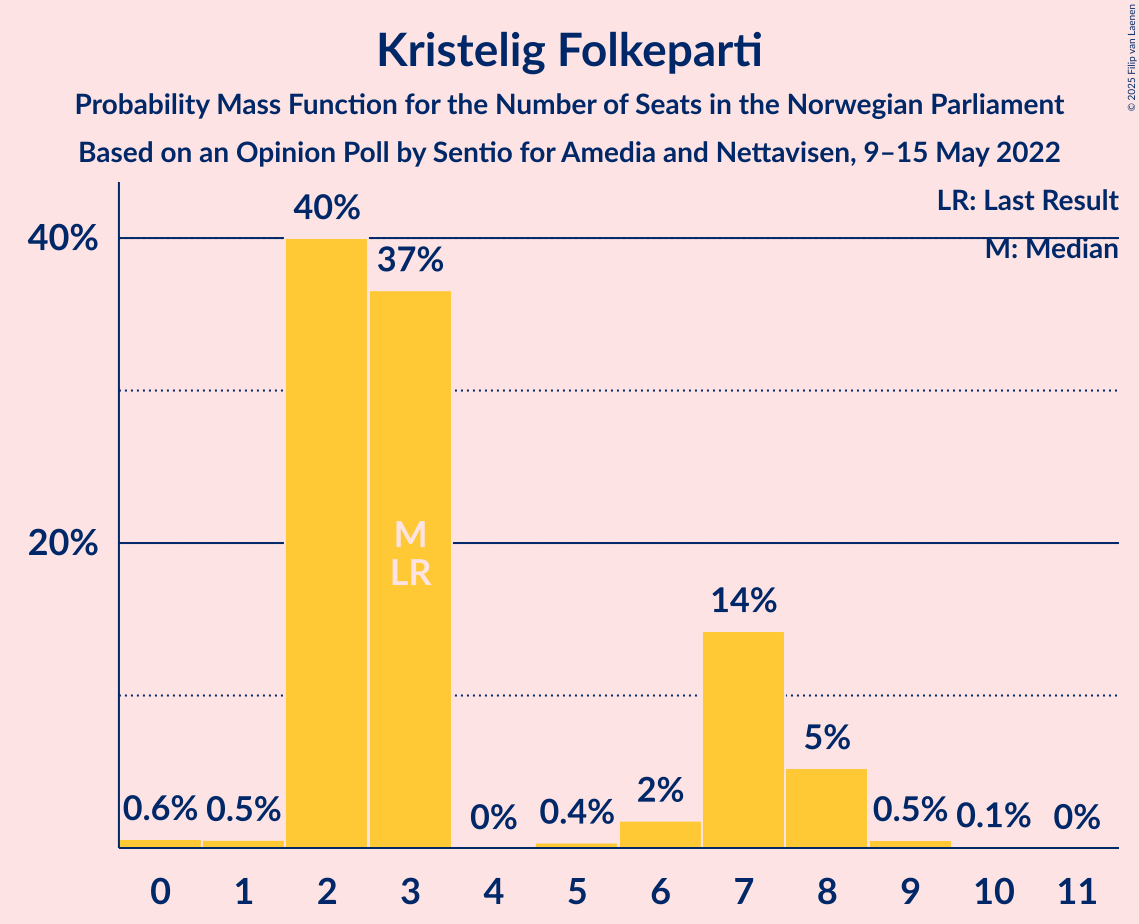 Kristelig Folkeparti
Probability Mass Function for the Number of Seats in the Norwegian Parliament
Based on an Opinion Poll by Sentio for Amedia and Nettavisen, 9–15 May 2022
© 2025 Filip van Laenen
LR: Last Result
M: Median
40%
20%
40%
37%
M
LR
0.6%
0.5%
0%
0.4%
2%
14%
5%
0.5%
0.1%
0%
0 1 2 3 4 5 6 7 8 9 10 11